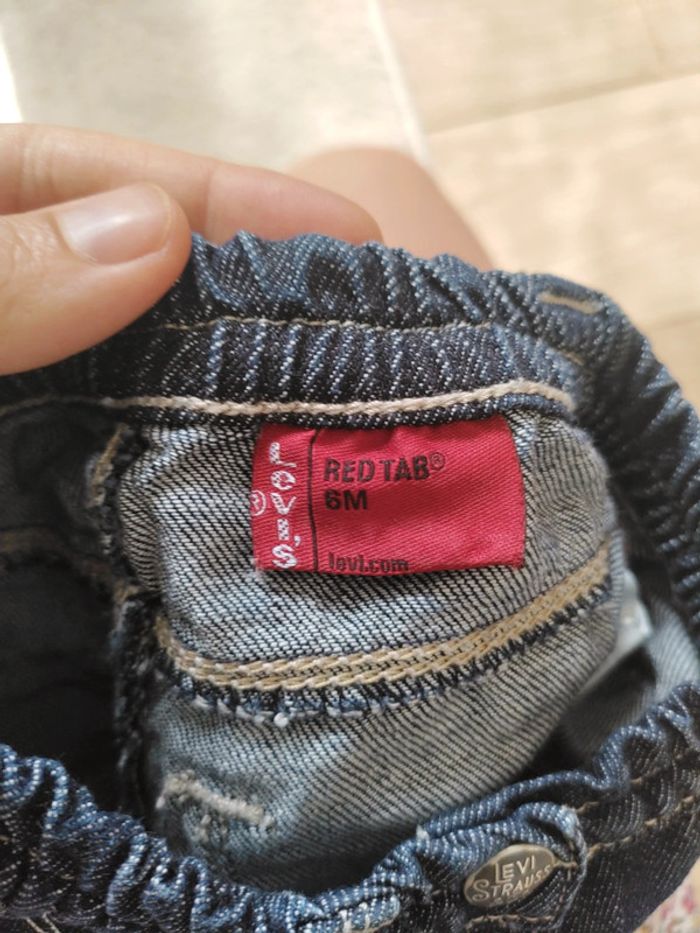 LEVI'S®
RED TAB®
6M
levi.com
LEVI
STRAUSS